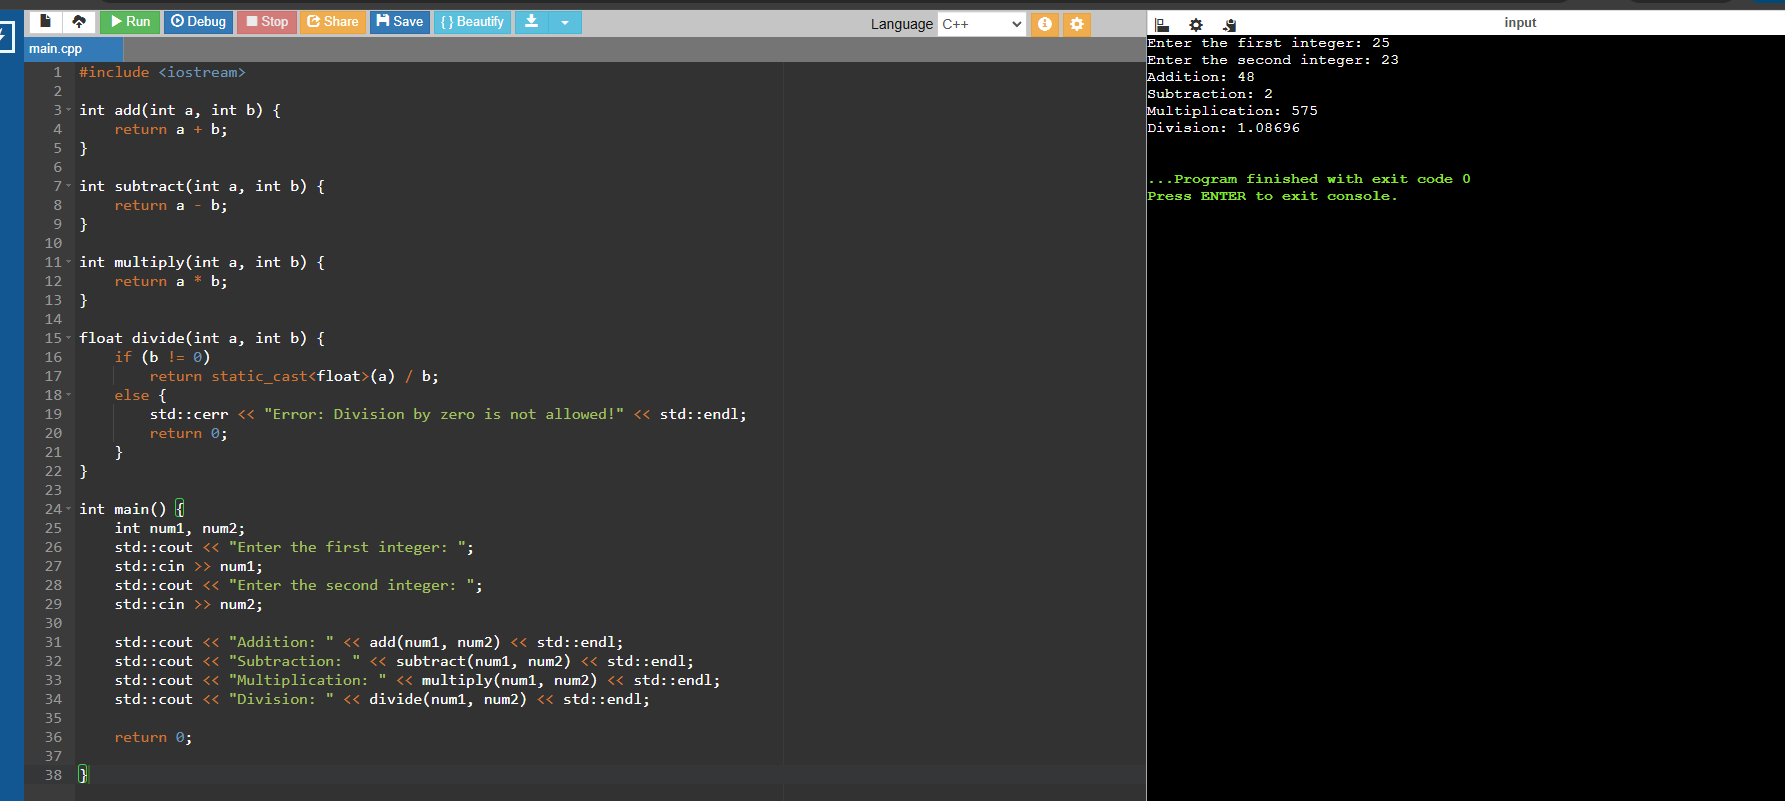 Run Debug Stop Share Save { } Beautify Language C++
main.cpp
1 #include <iostream>
2
3 int add(int a, int b) {
4     return a + b;
5 }
6
7 int subtract(int a, int b) {
8     return a - b;
9 }
10
11 int multiply(int a, int b) {
12     return a * b;
13 }
14
15 float divide(int a, int b) {
16     if (b != 0)
17         return static_cast<float>(a) / b;
18     else {
19         std::cerr << "Error: Division by zero is not allowed!" << std::endl;
20         return 0;
21     }
22 }
23
24 int main() {
25     int num1, num2;
26     std::cout << "Enter the first integer: ";
27     std::cin >> num1;
28     std::cout << "Enter the second integer: ";
29     std::cin >> num2;
30
31     std::cout << "Addition: " << add(num1, num2) << std::endl;
32     std::cout << "Subtraction: " << subtract(num1, num2) << std::endl;
33     std::cout << "Multiplication: " << multiply(num1, num2) << std::endl;
34     std::cout << "Division: " << divide(num1, num2) << std::endl;
35
36     return 0;
37
38 }
input
Enter the first integer: 25
Enter the second integer: 23
Addition: 48
Subtraction: 2
Multiplication: 575
Division: 1.08696
...Program finished with exit code 0
Press ENTER to exit console.